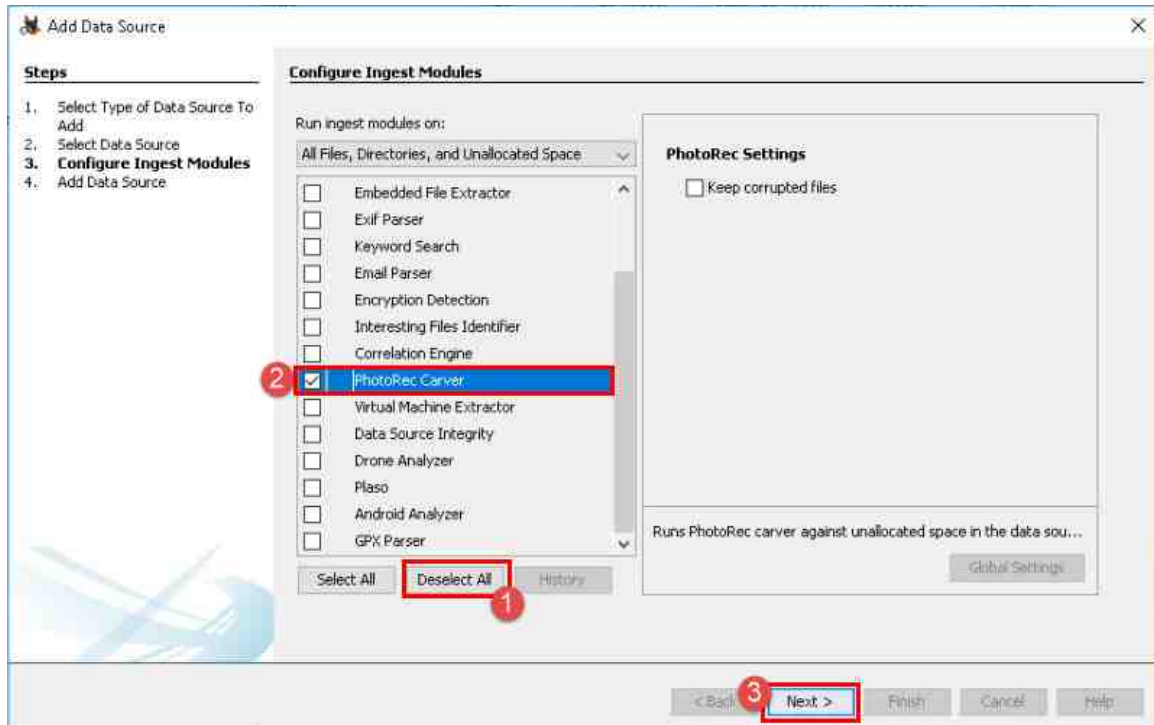 Add Data Source
Steps
1. Select Type of Data Source To
Add
2. Select Data Source
3. Configure Ingest Modules
4. Add Data Source
Configure Ingest Modules
Run ingest modules on:
All Files, Directories, and Unallocated Space
Embedded File Extractor
Exif Parser
Keyword Search
Email Parser
Encryption Detection
Interesting Files Identifier
Correlation Engine
2 PhotoRec Carver
Virtual Machine Extractor
Data Source Integrity
Drone Analyzer
Plaso
Android Analyzer
GPX Parser
Select All Deselect All History
1
PhotoRec Settings
Keep corrupted files
Runs PhotoRec carver against unallocated space in the data sou...
Global Settings
< Back 3 Next > Finish Cancel Help